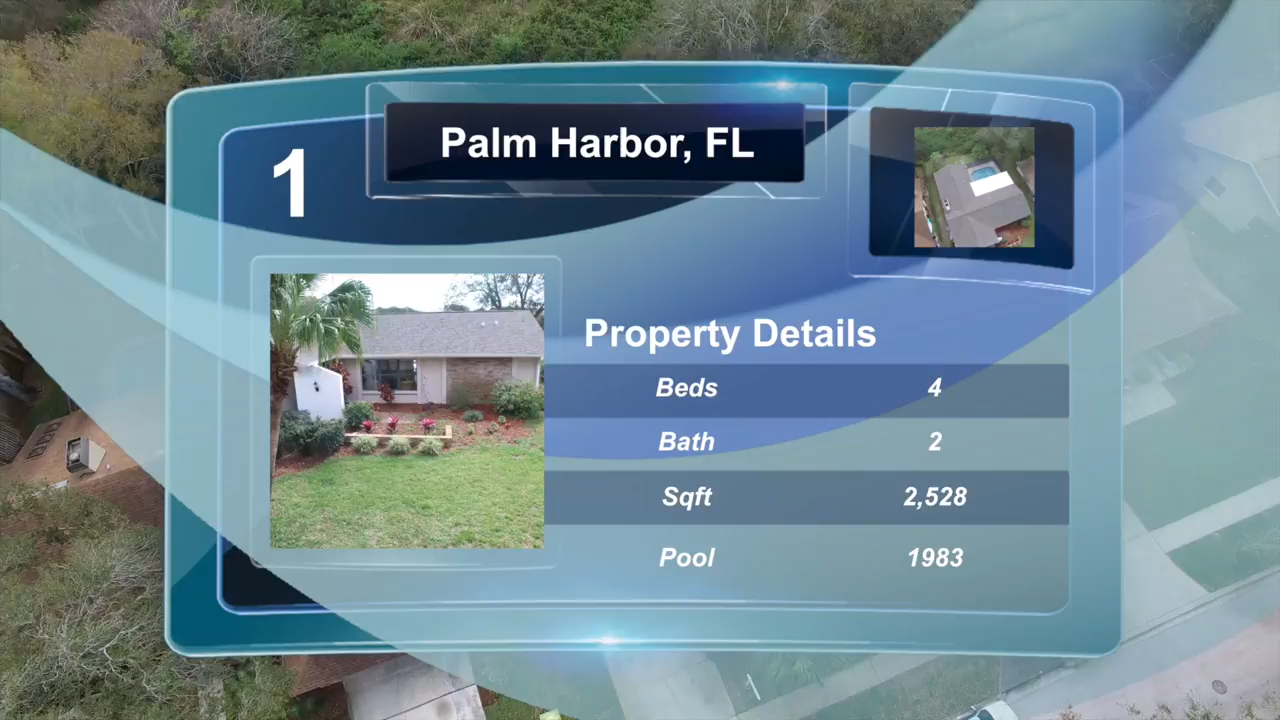 1
Palm Harbor, FL
Property Details
Beds 4
Bath 2
Sqft 2,528
Pool 1983